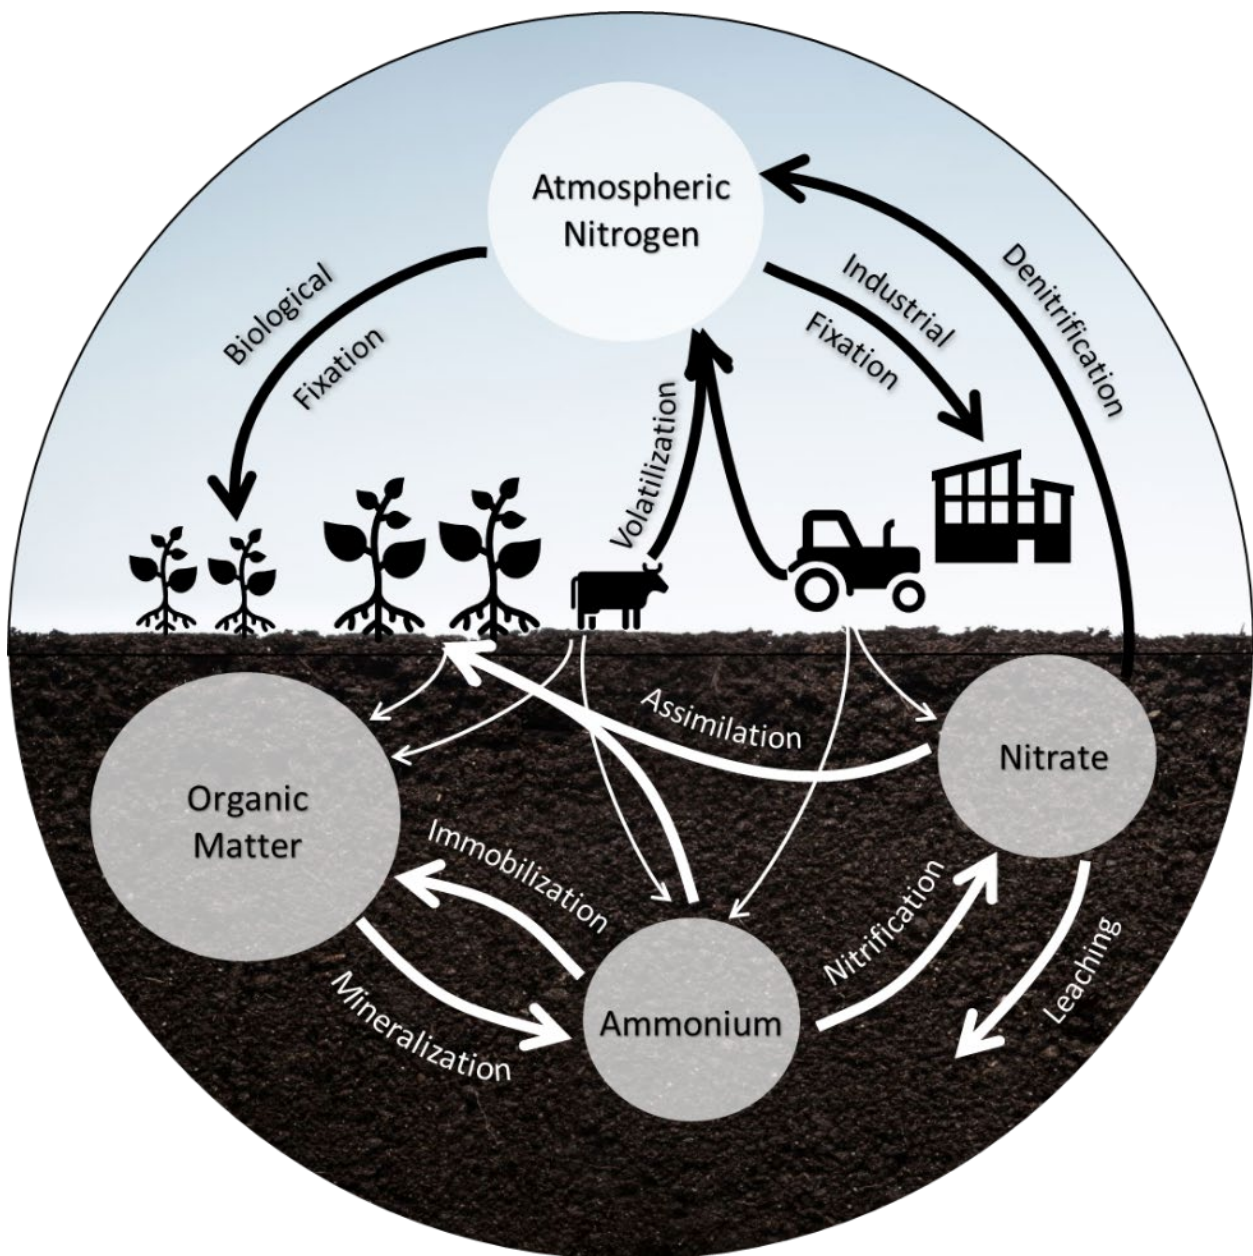 Atmospheric
Nitrogen
Biological
Fixation
Industrial
Fixation
Denitrification
Volatilization
Assimilation
Nitrate
Organic
Matter
Immobilization
Mineralization
Ammonium
Nitrification
Leaching